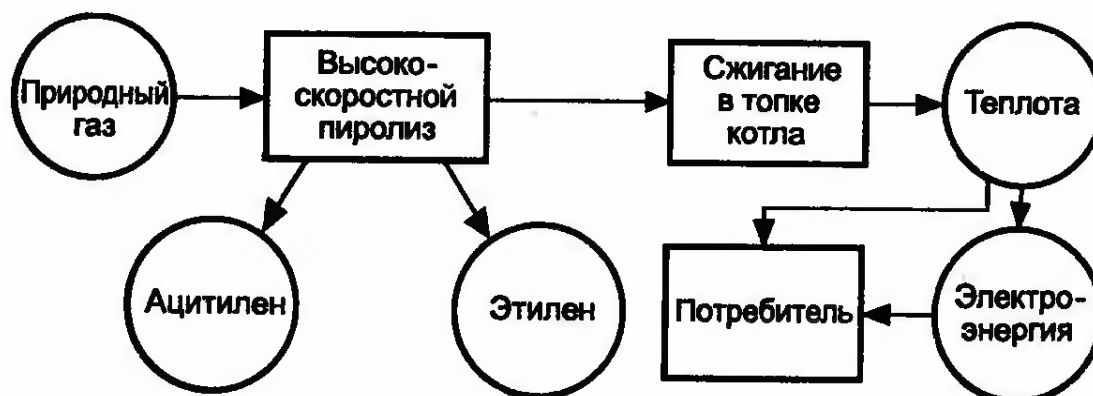 Природный
газ
Высоко-
скоростной
пиролиз
Сжигание
в топке
котла
Теплота
Ацитилен
Этилен
Потребитель
Электро-
энергия